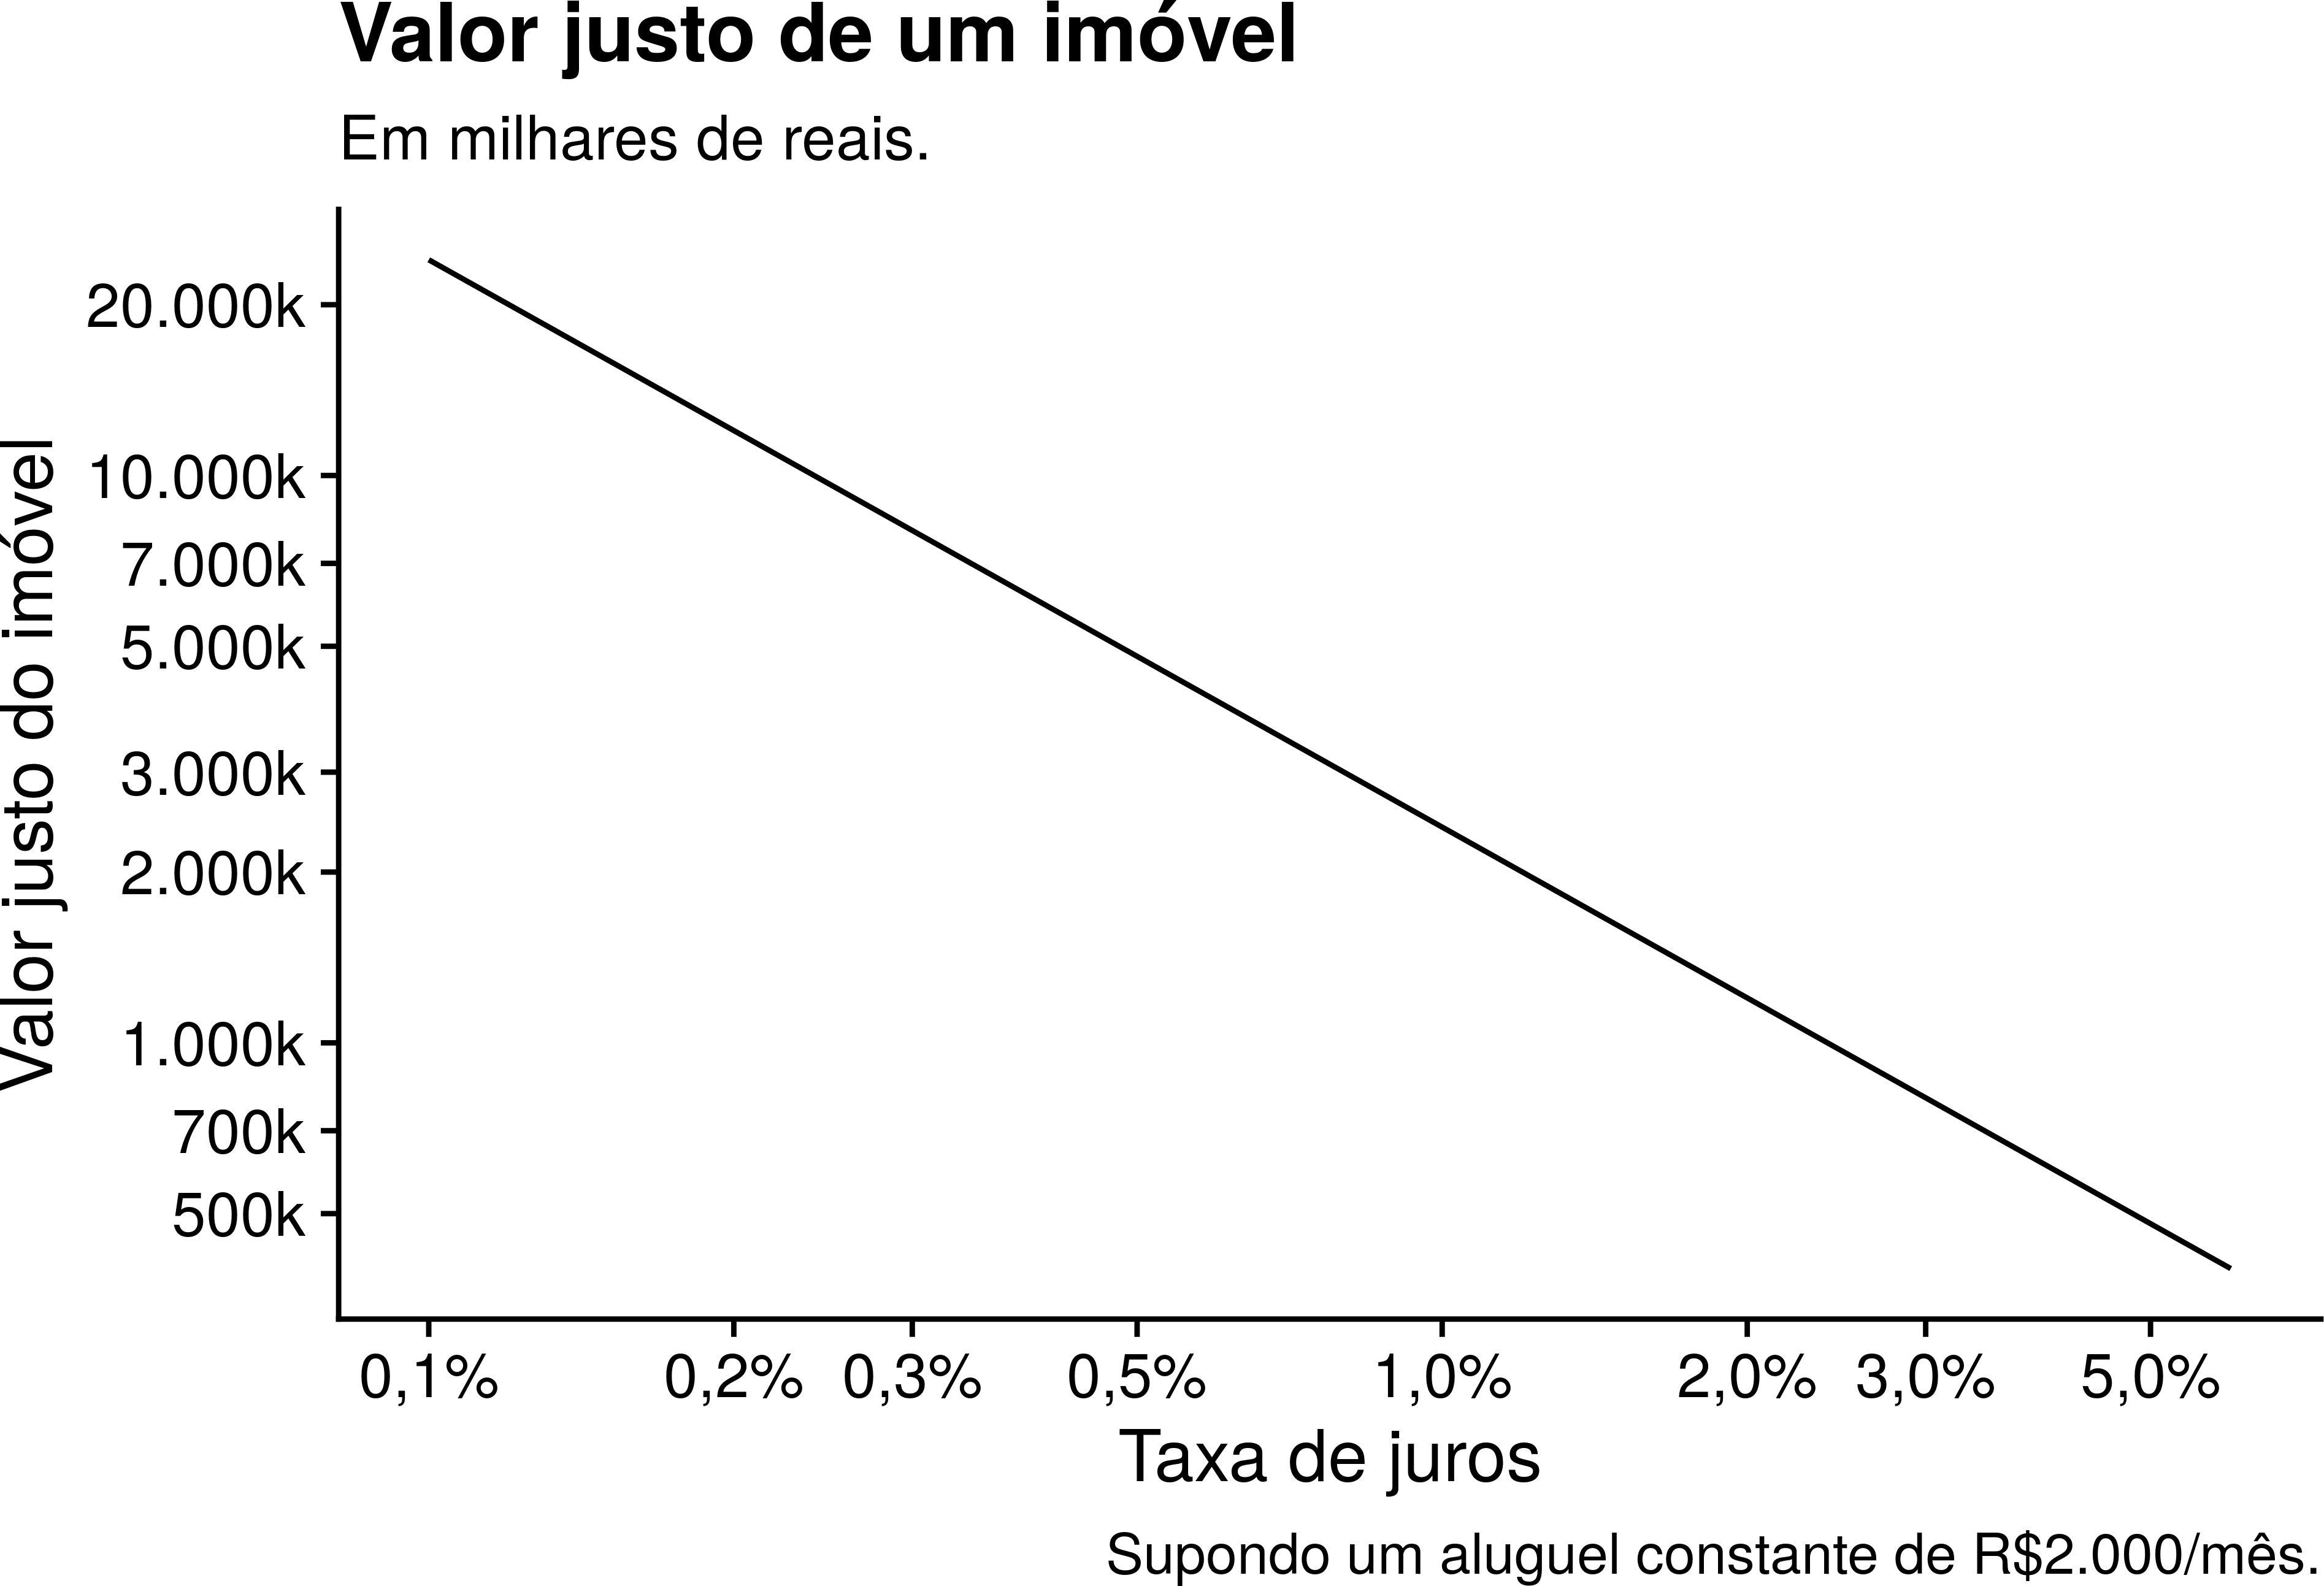 Valor justo de um imóvel
Em milhares de reais.
Valor justo do imóvel
20.000k
10.000k
7.000k
5.000k
3.000k
2.000k
1.000k
700k
500k
0,1% 0,2% 0,3% 0,5% 1,0% 2,0% 3,0% 5,0%
Taxa de juros
Supondo um aluguel constante de R$2.000/mês.